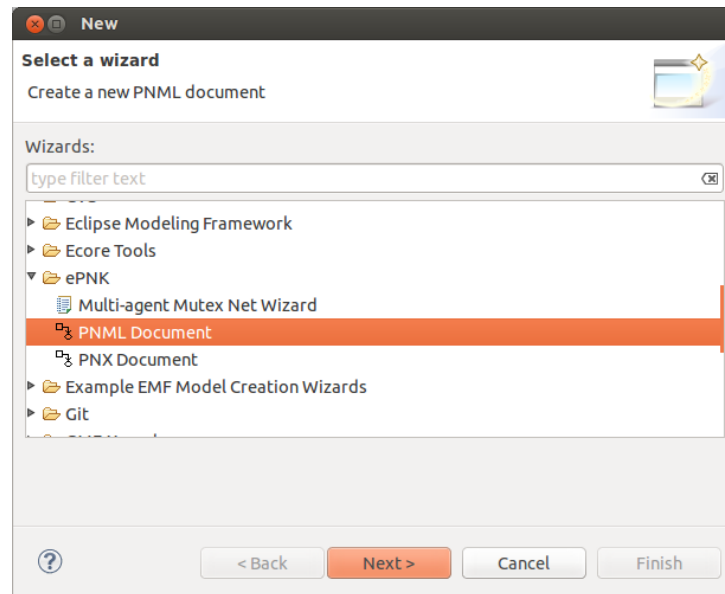 New
Select a wizard
Create a new PNML document
Wizards:
type filter text
Eclipse Modeling Framework
Ecore Tools
ePNK
Multi-agent Mutex Net Wizard
PNML Document
PNX Document
Example EMF Model Creation Wizards
Git
? < Back Next > Cancel Finish